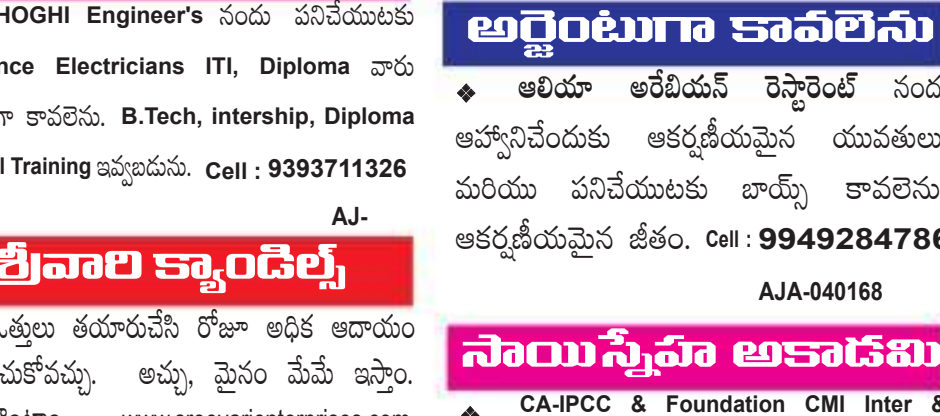 HOGHI Engineer's నందు పనిచేయుటకు
Electricians ITI, Diploma వారు
కావలెను. B.Tech, intership, Diploma
Training ఇవ్వబడును. Cell : 9393711326
AJ-
శ్రీవారి క్యాండిల్స్
తయారుచేసి రోజూ అధిక ఆదాయం
అచ్చు, మైనం మేమే ఇస్తాం.
అర్జెంటుగా కావలెను
❖ ఆలియా అరేబియన్ రెస్టారెంట్
ఆహ్వానిచేందుకు ఆకర్షణీయమైన యువతులు
మరియు పనిచేయుటకు బాయ్స్ కావలెను
ఆకర్షణీయమైన జీతం. Cell : 9949284786
AJA-040168
సాయిస్నేహ అకాడమి
❖ CA-IPCC & Foundation CMI Inter &